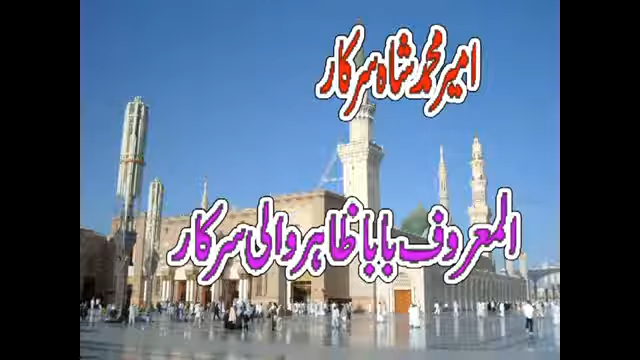 امیر محمد شاہ سرکار
المعروف بابا ظاہر والی سرکار